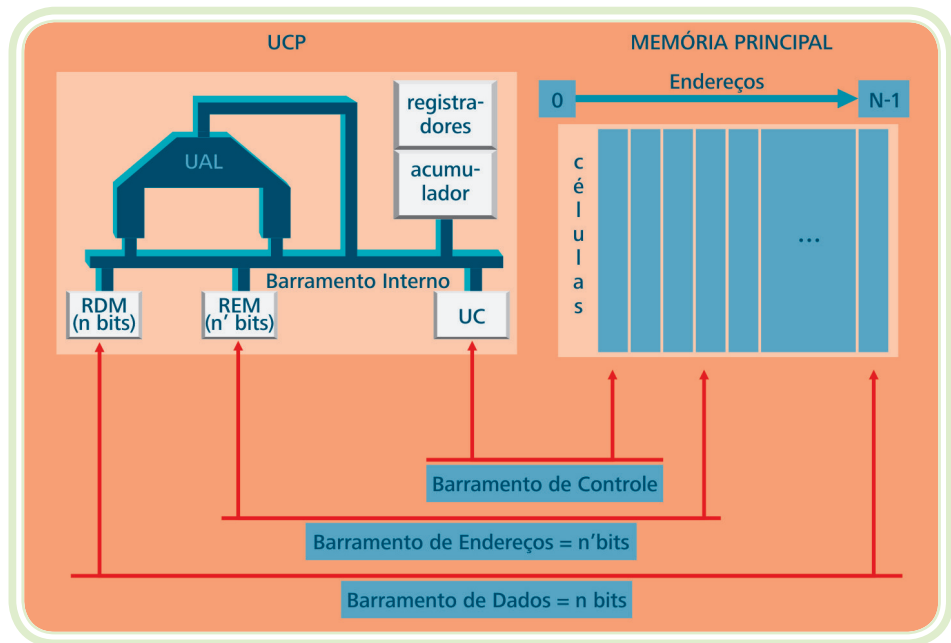 UCP
MEMÓRIA PRINCIPAL
UAL
registra-
dores
acumu-
lador
Barramento Interno
RDM
(n bits)
REM
(n' bits)
UC
0
Endereços
N-1
células
...
Barramento de Controle
Barramento de Endereços = n'bits
Barramento de Dados = n bits